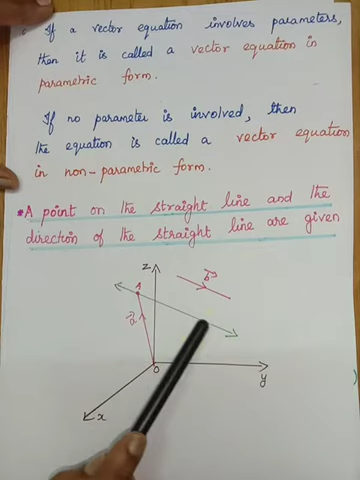 If a vector equation involves parameters,
then it is called a vector equation in
parametric form.
If no parameter is involved, then
the equation is called a vector equation
in non-parametric form.
*A point on the straight line and the
direction of the straight line are given
z
b
A
a
O
y
x